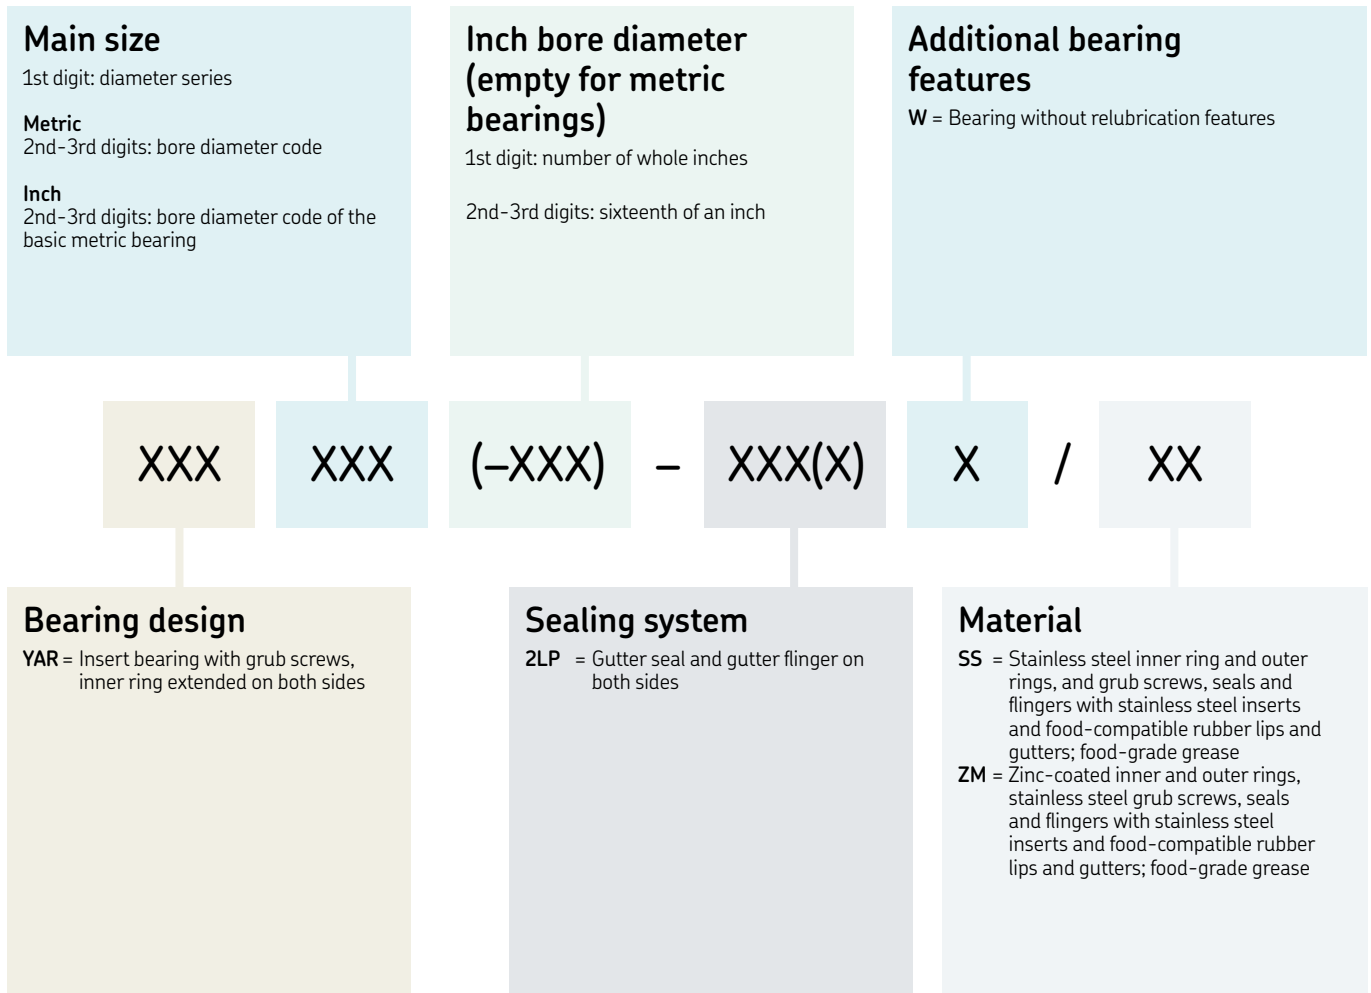 Main size
1st digit: diameter series
Metric
2nd-3rd digits: bore diameter code
Inch
2nd-3rd digits: bore diameter code of the
basic metric bearing
Inch bore diameter
(empty for metric
bearings)
1st digit: number of whole inches
2nd-3rd digits: sixteenth of an inch
Additional bearing
features
W = Bearing without relubrication features
XXX XXX (–XXX) – XXX(X) X / XX
Bearing design
YAR = Insert bearing with grub screws,
inner ring extended on both sides
Sealing system
2LP = Gutter seal and gutter flinger on
both sides
Material
SS = Stainless steel inner ring and outer
rings, and grub screws, seals and
flingers with stainless steel inserts
and food-compatible rubber lips and
gutters; food-grade grease
ZM = Zinc-coated inner and outer rings,
stainless steel grub screws, seals
and flingers with stainless steel
inserts and food-compatible rubber
lips and gutters; food-grade grease